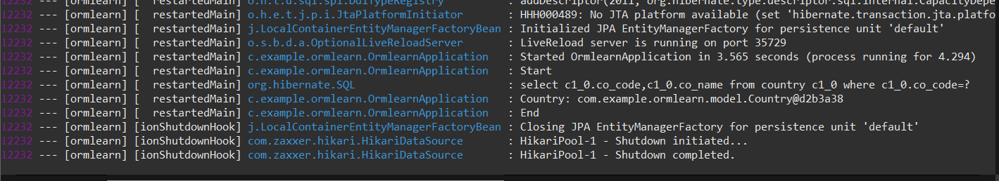 12232 --- [ormlearn] [  restartedMain] o.h.t.d.sql.spi.DdlTypeRegistry : addDescriptor(2011, org.hibernate.type.descriptor.sql.internal.CapacityDepe
12232 --- [ormlearn] [  restartedMain] o.h.e.t.j.p.i.JtaPlatformInitiator : HHH000489: No JTA platform available (set 'hibernate.transaction.jta.platfo
12232 --- [ormlearn] [  restartedMain] j.LocalContainerEntityManagerFactoryBean : Initialized JPA EntityManagerFactory for persistence unit 'default'
12232 --- [ormlearn] [  restartedMain] o.s.b.d.a.OptionalLiveReloadServer : LiveReload server is running on port 35729
12232 --- [ormlearn] [  restartedMain] c.example.ormlearn.OrmlearnApplication : Started OrmlearnApplication in 3.565 seconds (process running for 4.294)
12232 --- [ormlearn] [  restartedMain] c.example.ormlearn.OrmlearnApplication : Start
12232 --- [ormlearn] [  restartedMain] org.hibernate.SQL : select c1_0.co_code,c1_0.co_name from country c1_0 where c1_0.co_code=?
12232 --- [ormlearn] [  restartedMain] c.example.ormlearn.OrmlearnApplication : Country: com.example.ormlearn.model.Country@d2b3a38
12232 --- [ormlearn] [  restartedMain] c.example.ormlearn.OrmlearnApplication : End
12232 --- [ormlearn] [ionShutdownHook] j.LocalContainerEntityManagerFactoryBean : Closing JPA EntityManagerFactory for persistence unit 'default'
12232 --- [ormlearn] [ionShutdownHook] com.zaxxer.hikari.HikariDataSource : HikariPool-1 - Shutdown initiated...
12232 --- [ormlearn] [ionShutdownHook] com.zaxxer.hikari.HikariDataSource : HikariPool-1 - Shutdown completed.